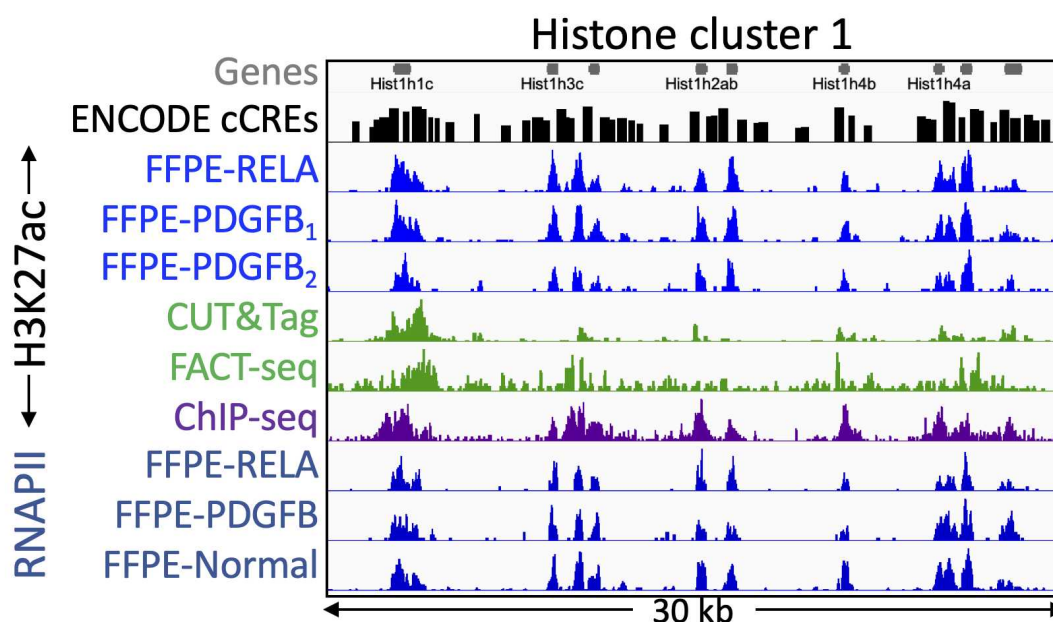 Histone cluster 1
Genes
Hist1h1c Hist1h3c Hist1h2ab Hist1h4b Hist1h4a
ENCODE cCREs
H3K27ac
FFPE-RELA
FFPE-PDGFB1
FFPE-PDGFB2
CUT&Tag
FACT-seq
ChIP-seq
RNAPII
FFPE-RELA
FFPE-PDGFB
FFPE-Normal
30 kb